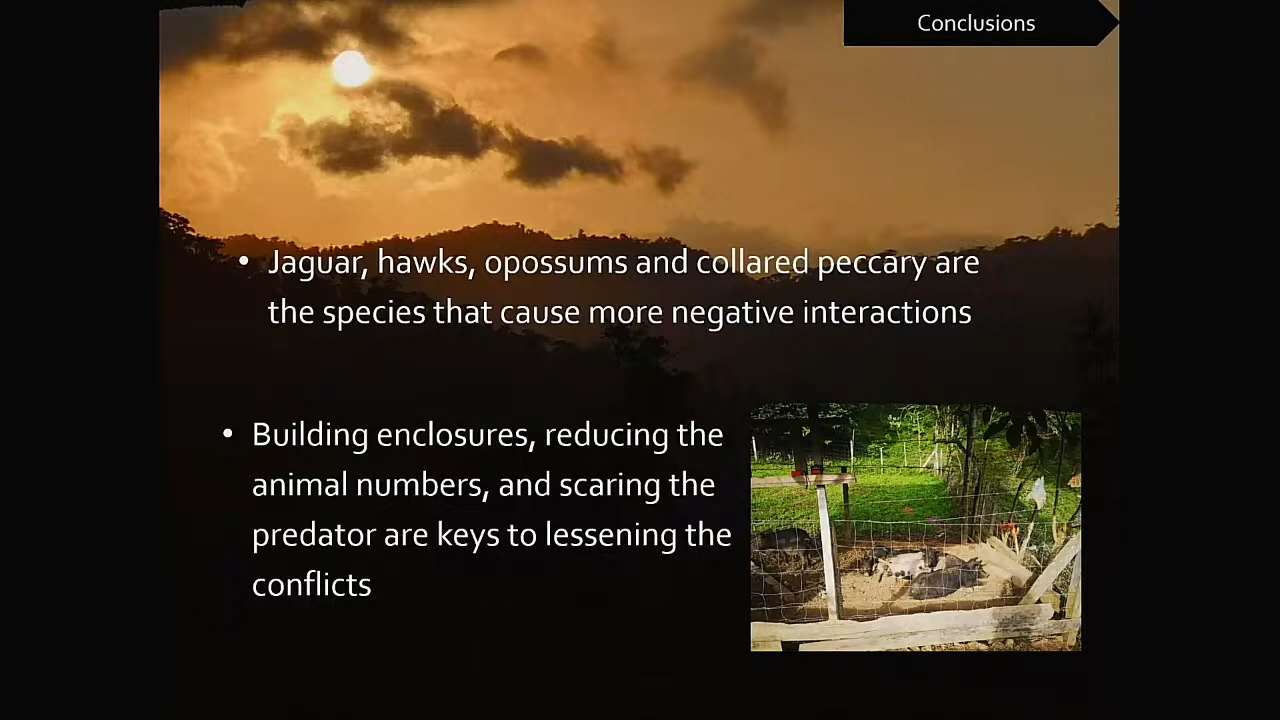 Conclusions
• Jaguar, hawks, opossums and collared peccary are
the species that cause more negative interactions
• Building enclosures, reducing the
animal numbers, and scaring the
predator are keys to lessening the
conflicts